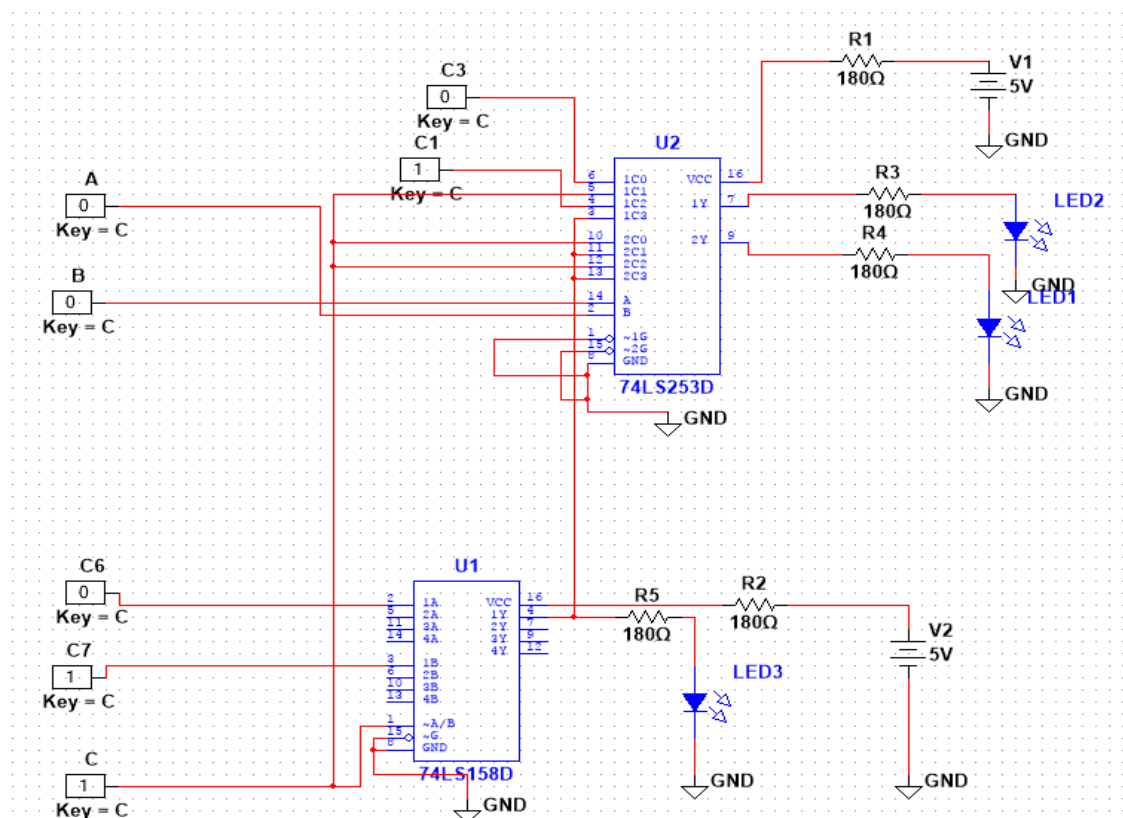 R1
180Ω
V1
5V
GND
C3
0
Key = C
C1
1
Key = C
U2
6 1C0
5 1C1
4 1C2
3 1C3
10 2C0
11 2C1
12 2C2
13 2C3
14 A
2 B
1 ~1G
15 ~2G
8 GND
VCC 16
1Y 7
2Y 9
74LS253D
GND
A
0
Key = C
B
0
Key = C
R3
180Ω
LED2
GND
R4
180Ω
LED1
GND
C6
0
Key = C
C7
1
Key = C
C
1
Key = C
U1
2 1A
5 2A
11 3A
14 4A
3 1B
6 2B
10 3B
13 4B
1 ~A/B
15 ~G
8 GND
VCC 16
1Y 4
2Y 7
3Y 9
4Y 12
74LS158D
GND
R5
180Ω
R2
180Ω
V2
5V
LED3
GND
GND